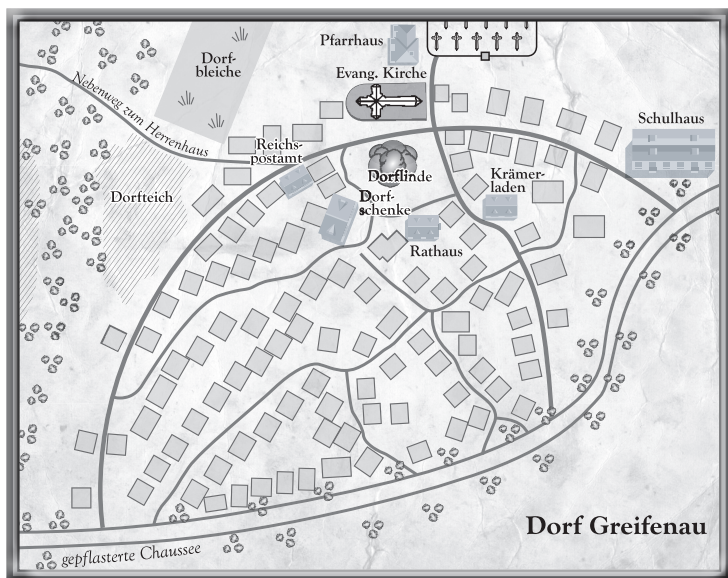 Pfarrhaus
Dorf-
bleiche
Evang. Kirche
Nebenweg zum Herrenhaus
Schulhaus
Reichs-
postamt
Dorflinde
Krämer-
laden
Dorfteich
Dorf-
schenke
Rathaus
Dorf Greifenau
gepflasterte Chaussee